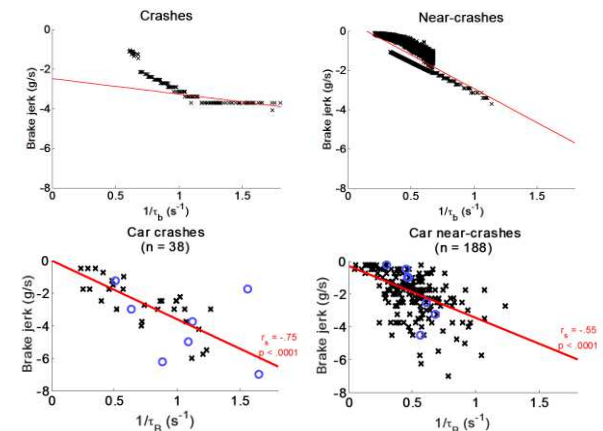 Crashes
Near-crashes
Brake jerk (g/s)
0
-2
-4
-6
-8
0
0.5
1
1.5
1/τb (s⁻¹)
Brake jerk (g/s)
0
-2
-4
-6
-8
0
0.5
1
1.5
1/τb (s⁻¹)
Car crashes
(n = 38)
Car near-crashes
(n = 188)
Brake jerk (g/s)
0
-2
-4
-6
-8
0
0.5
1
1.5
1/τB (s⁻¹)
rs = -.75
p < .0001
Brake jerk (g/s)
0
-2
-4
-6
-8
0
0.5
1
1.5
1/τB (s⁻¹)
rs = -.55
p < .0001